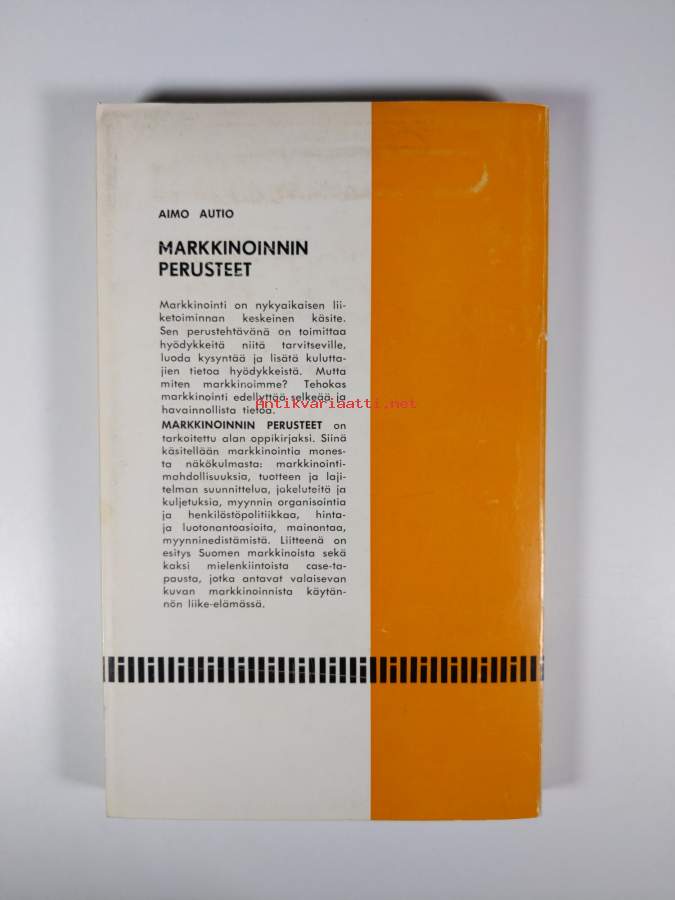 AIMO AUTIO
MARKKINOINNIN
PERUSTEET
Markkinointi on nykyaikaisen lii-
ketoiminnan keskeinen käsite.
Sen perustehtävänä on toimittaa
hyödykkeitä niitä tarvitseville,
luoda kysyntää ja lisätä kulutta-
jien tietoa hyödykkeistä. Mutta
miten markkinoimme? Tehokas
markkinointi edellyttää selkeää ja
Antikvariaatti.net
havainnollista tietoa.
MARKKINOINNIN PERUSTEET on
tarkoitettu alan oppikirjaksi. Siinä
käsitellään markkinointia mones-
ta näkökulmasta: markkinointi-
mahdollisuuksia, tuotteen ja laji-
telman suunnittelua, jakeluteitä ja
kuljetuksia, myynnin organisointia
ja henkilöstöpolitiikkaa, hinta-
ja luotonantoasioita, mainontaa,
myynninedistämistä. Liitteenä on
esitys Suomen markkinoista sekä
kaksi mielenkiintoista case-ta-
pausta, jotka antavat valaisevan
kuvan markkinoinnista käytän-
nön liike-elämässä.